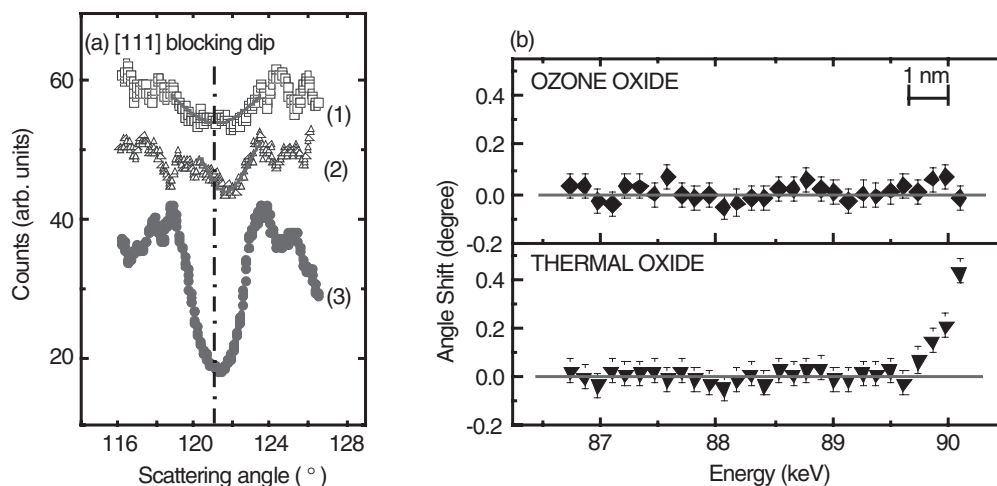 (a) [111] blocking dip
60
40
20
Counts (arb. units)
(1)
(2)
(3)
116
120
124
128
Scattering angle ( ° )
(b)
OZONE OXIDE
1 nm
0.4
0.2
0.0
-0.2
THERMAL OXIDE
0.4
0.2
0.0
-0.2
Angle Shift (degree)
87
88
89
90
Energy (keV)